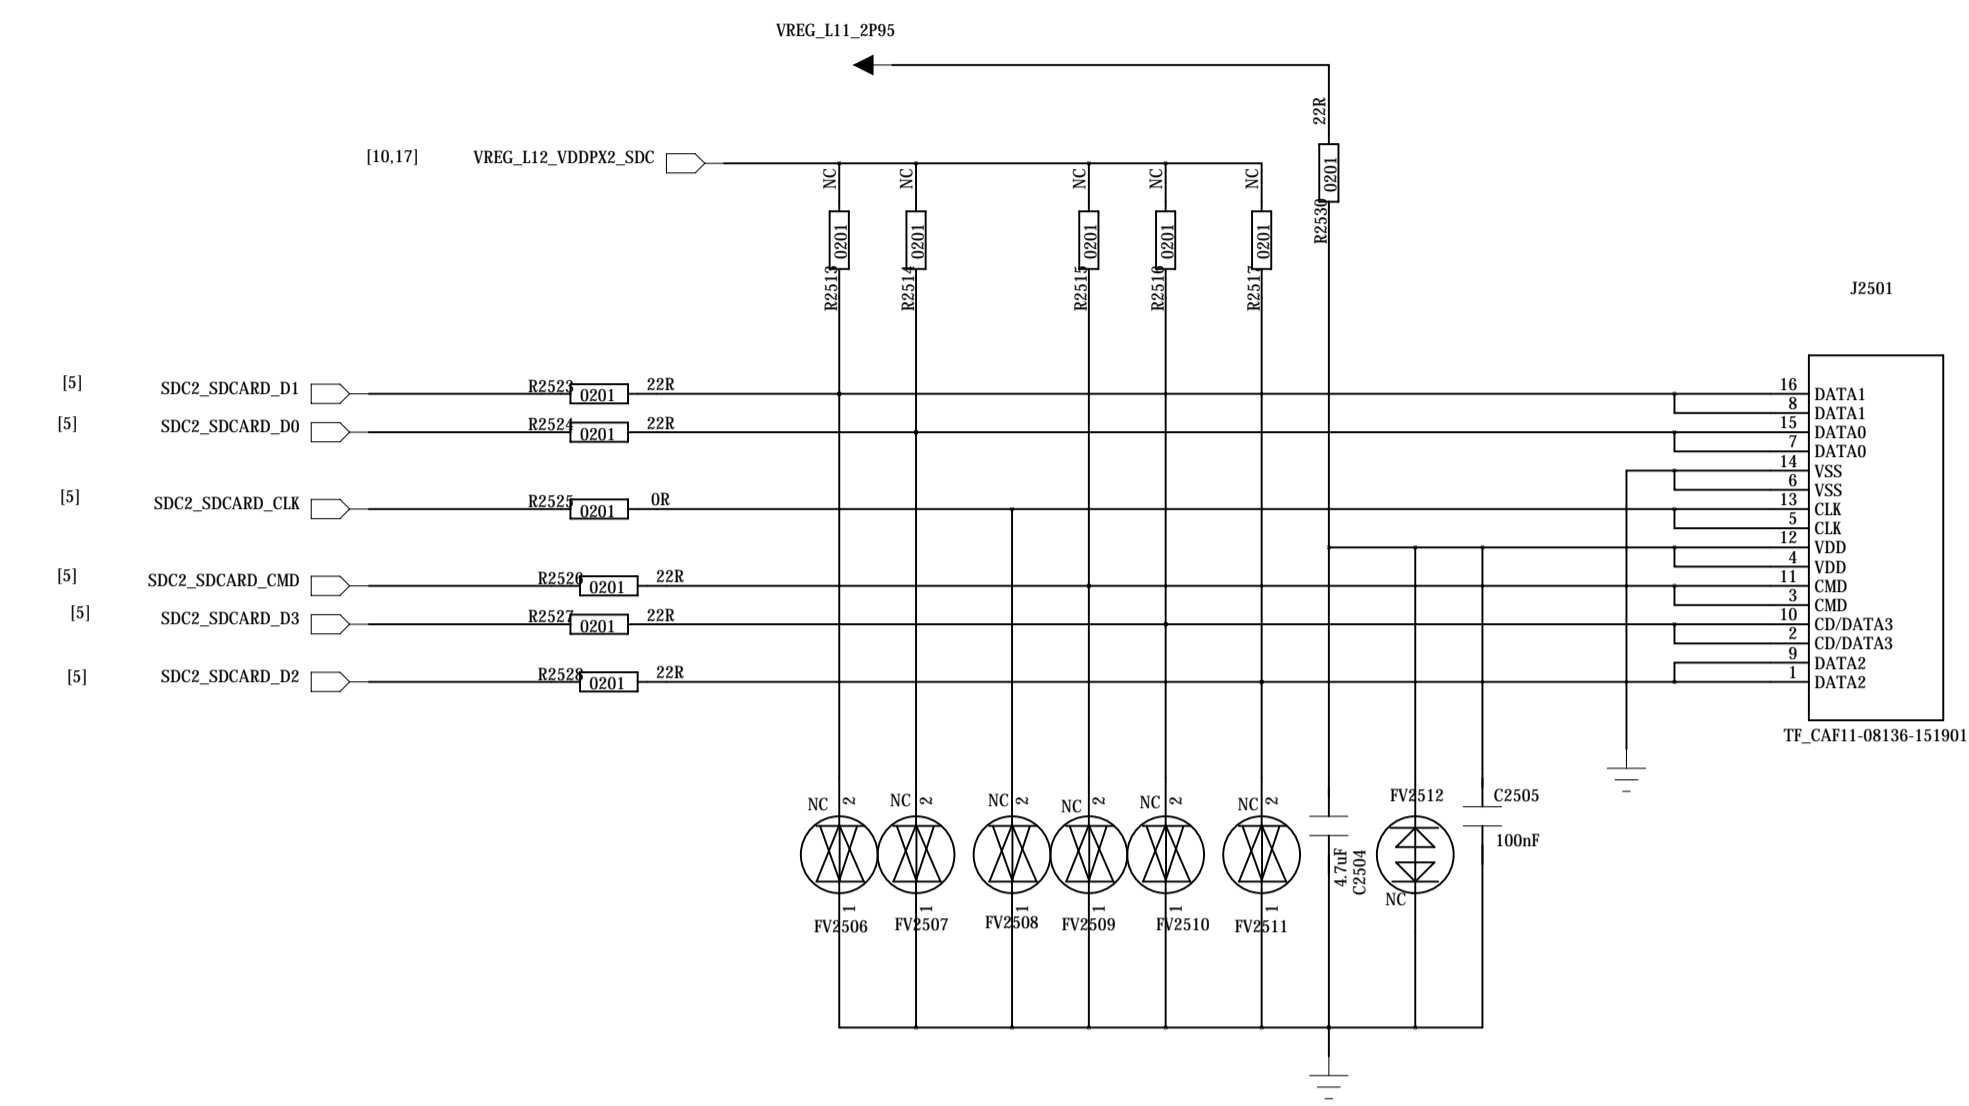 VREG_L11_2P95
22R
0201
R2530
[10,17] VREG_L12_VDDPX2_SDC
NC NC NC NC NC
0201 0201 0201 0201 0201
R2513 R2514 R2515 R2516 R2517
J2501
[5] SDC2_SDCARD_D1 R2523 0201 22R
[5] SDC2_SDCARD_D0 R2524 0201 22R
[5] SDC2_SDCARD_CLK R2525 0201 0R
[5] SDC2_SDCARD_CMD R2526 0201 22R
[5] SDC2_SDCARD_D3 R2527 0201 22R
[5] SDC2_SDCARD_D2 R2528 0201 22R
16 DATA1
8 DATA1
15 DATA0
7 DATA0
14 VSS
6 VSS
13 CLK
5 CLK
12 VDD
4 VDD
11 CMD
3 CMD
10 CD/DATA3
2 CD/DATA3
9 DATA2
1 DATA2
TF_CAF11-08136-151901
NC 2 NC 2 NC 2 NC 2 NC 2 NC 2
1 1 1 1 1 1
FV2506 FV2507 FV2508 FV2509 FV2510 FV2511
4.7uF
C2504
FV2512
NC
C2505
100nF